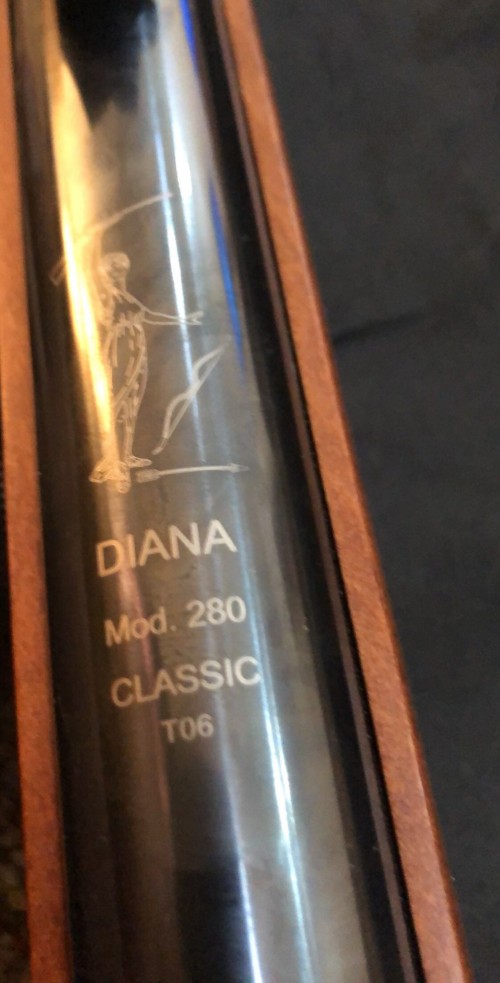 DIANA
Mod. 280
CLASSIC
T06